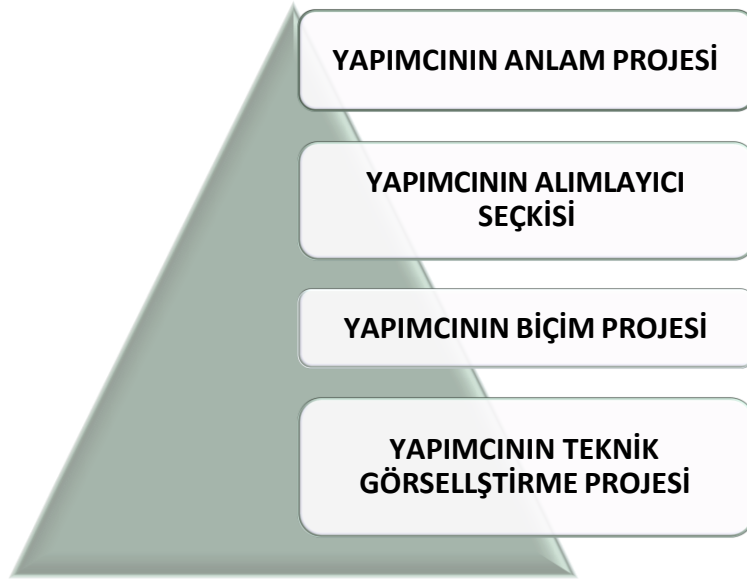 YAPIMCININ ANLAM PROJESİ
YAPIMCININ ALIMLAYICI
SEÇKİSİ
YAPIMCININ BİÇİM PROJESİ
YAPIMCININ TEKNİK
GÖRSELLŞTİRME PROJESİ